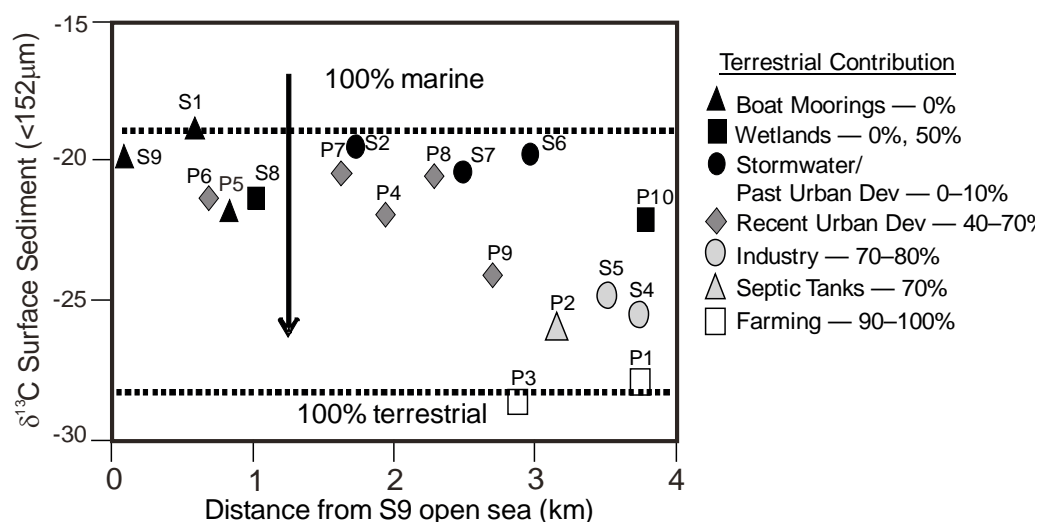 δ¹³C Surface Sediment (<152µm)
-15
-20
-25
-30
100% marine
S1
S9
P6
P5
S8
P7
S2
P4
P8
S7
S6
P10
P9
S5
S4
P2
P1
P3
100% terrestrial
0
1
2
3
4
Distance from S9 open sea (km)
Terrestrial Contribution
Boat Moorings — 0%
Wetlands — 0%, 50%
Stormwater/
Past Urban Dev — 0–10%
Recent Urban Dev — 40–70%
Industry — 70–80%
Septic Tanks — 70%
Farming — 90–100%